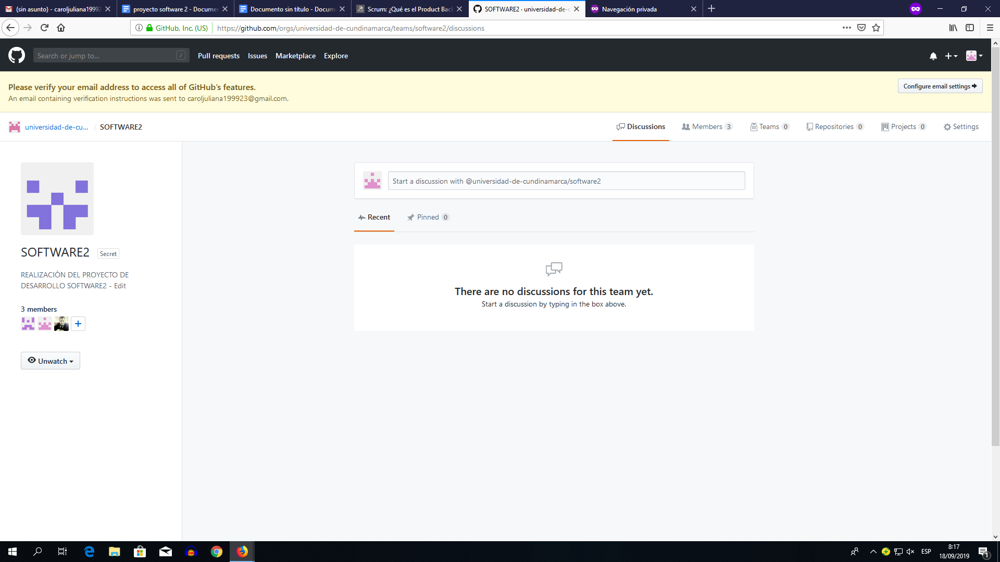 (sin asunto) - caroljuliana19992
proyecto software 2 - Documen
Documento sin título - Docum
Scrum: ¿Qué es el Product Back
SOFTWARE2 · universidad-de-c
Navegación privada
GitHub, Inc. (US)
https://github.com/orgs/universidad-de-cundinamarca/teams/software2/discussions
Search or jump to...
/
Pull requests
Issues
Marketplace
Explore
Please verify your email address to access all of GitHub's features.
An email containing verification instructions was sent to caroljuliana199923@gmail.com.
Configure email settings
universidad-de-cu... / SOFTWARE2
Discussions
Members 3
Teams 0
Repositories 0
Projects 0
Settings
Start a discussion with @universidad-de-cundinamarca/software2
Recent
Pinned 0
SOFTWARE2 Secret
REALIZACIÒN DEL PROYECTO DE
DESARROLLO SOFTWARE2 - Edit
There are no discussions for this team yet.
Start a discussion by typing in the box above.
3 members
Unwatch
ESP
8:17
18/09/2019
1